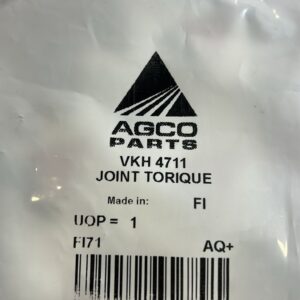 AGCO
PARTS
VKH 4711
JOINT TORIQUE
Made in: FI
UOP = 1
FI71 AQ+